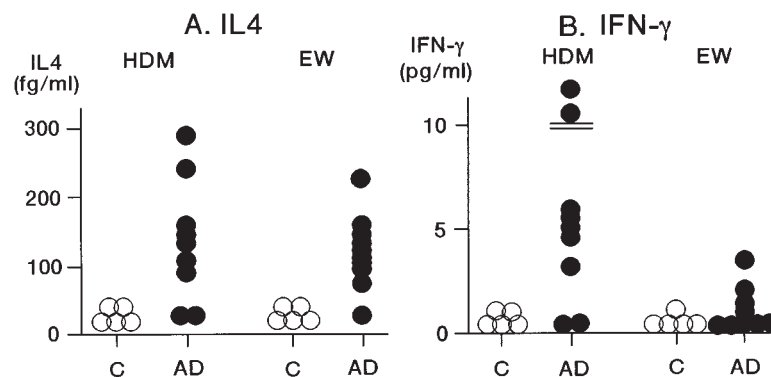 A. IL4
IL4
(fg/ml)
HDM
EW
300
200
100
0
C
AD
C
AD
B. IFN-γ
IFN-γ
(pg/ml)
HDM
EW
10
5
0
C
AD
C
AD